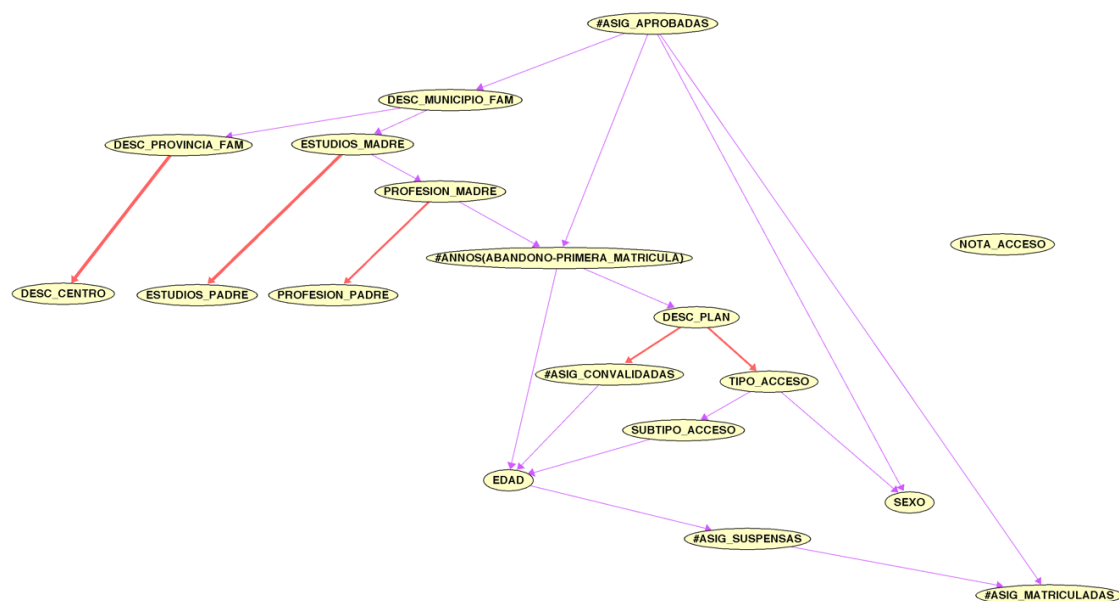 #ASIG_APROBADAS
DESC_MUNICIPIO_FAM
DESC_PROVINCIA_FAM
ESTUDIOS_MADRE
PROFESION_MADRE
NOTA_ACCESO
#ANNOS(ABANDONO-PRIMERA_MATRICULA)
DESC_CENTRO
ESTUDIOS_PADRE
PROFESION_PADRE
DESC_PLAN
#ASIG_CONVALIDADAS
TIPO_ACCESO
SUBTIPO_ACCESO
EDAD
SEXO
#ASIG_SUSPENSAS
#ASIG_MATRICULADAS